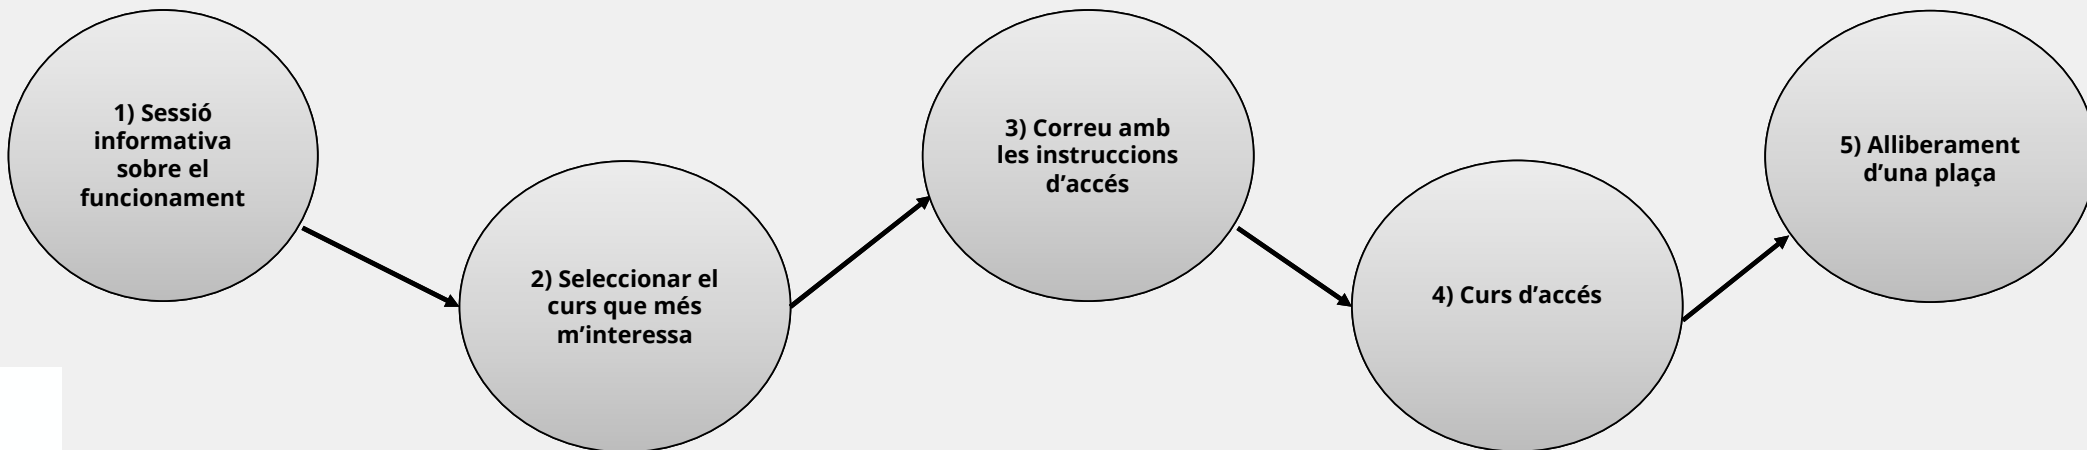 1) Sessió
informativa
sobre el
funcionament
2) Seleccionar el
curs que més
m’interessa
3) Correu amb
les instruccions
d’accés
4) Curs d’accés
5) Alliberament
d’una plaça